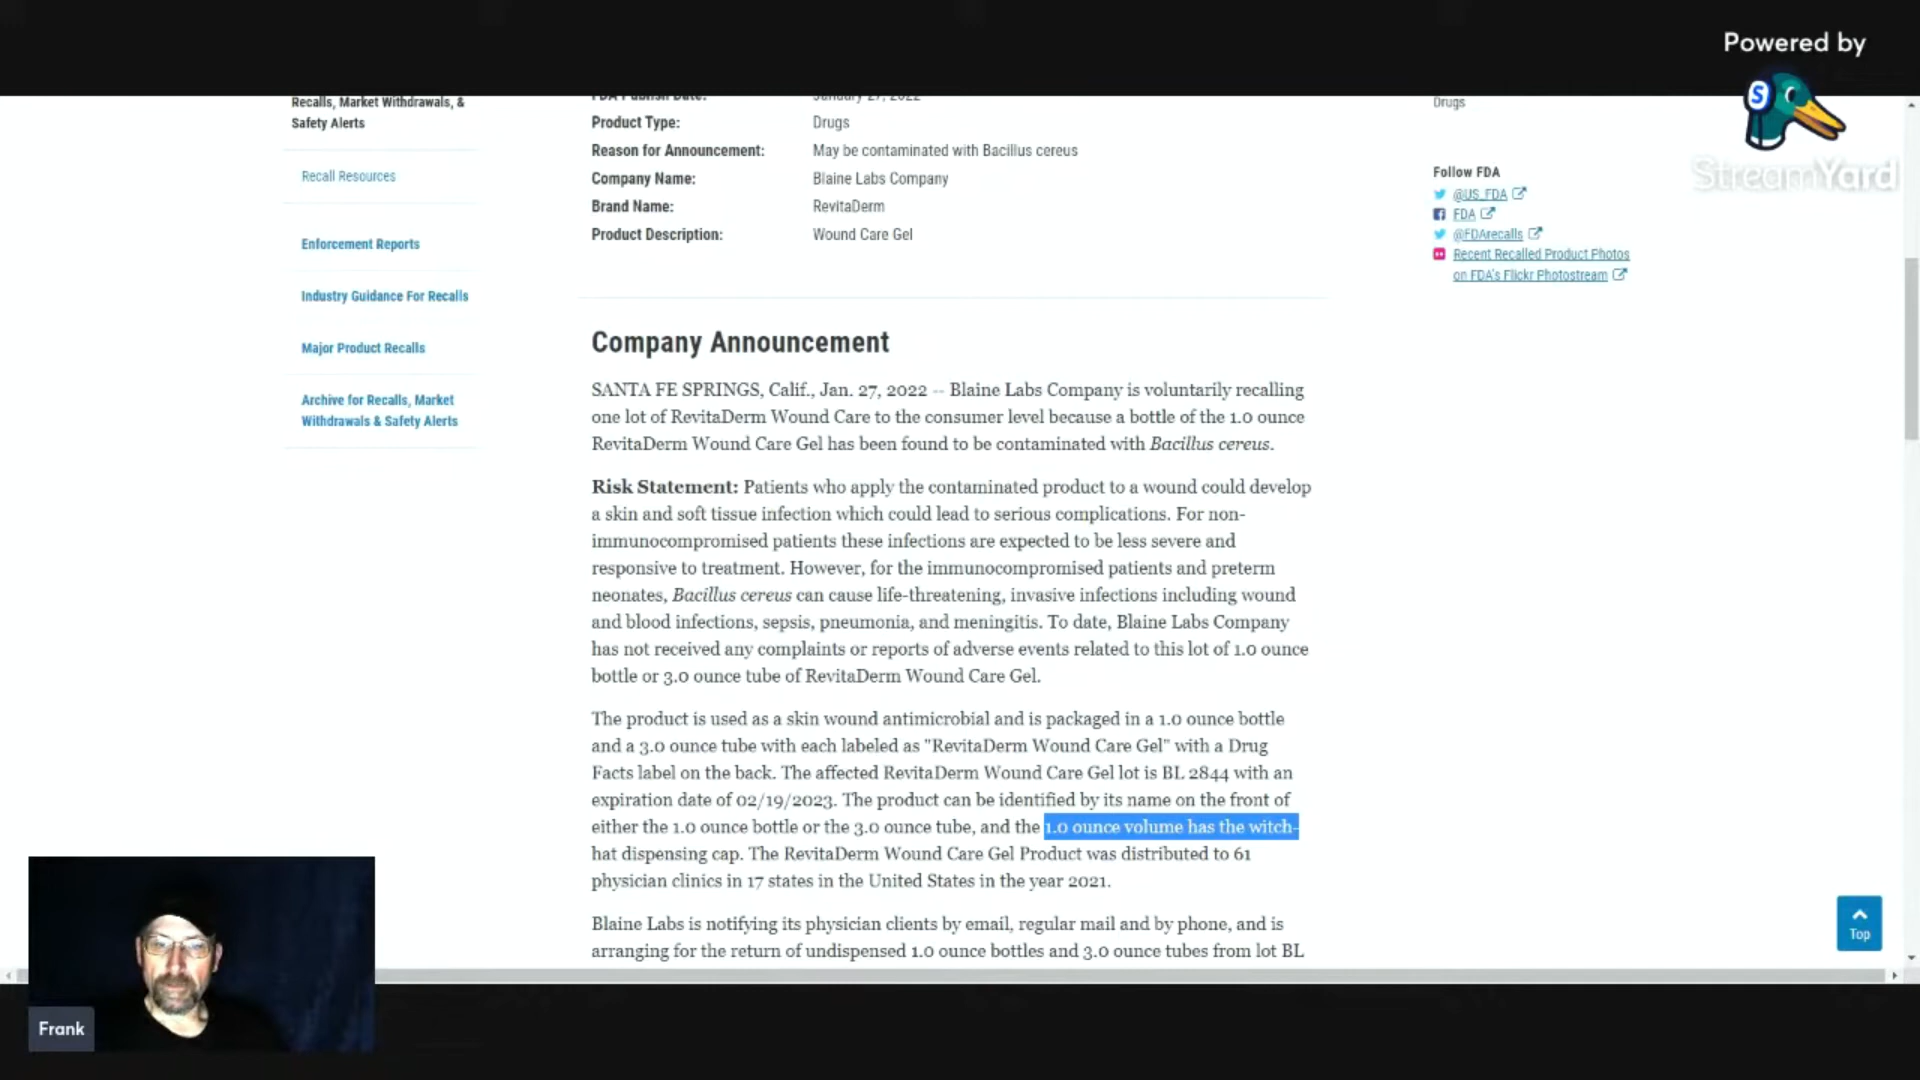 Powered by
StreamYard
Recalls, Market Withdrawals, &
Safety Alerts
Recall Resources
Enforcement Reports
Industry Guidance For Recalls
Major Product Recalls
Archive for Recalls, Market
Withdrawals & Safety Alerts
FDA Publish Date: January 27, 2022
Product Type: Drugs
Reason for Announcement: May be contaminated with Bacillus cereus
Company Name: Blaine Labs Company
Brand Name: RevitaDerm
Product Description: Wound Care Gel
Drugs
Follow FDA
@US_FDA
FDA
@FDArecalls
Recent Recalled Product Photos
on FDA's Flickr Photostream
Company Announcement
SANTA FE SPRINGS, Calif., Jan. 27, 2022 -- Blaine Labs Company is voluntarily recalling
one lot of RevitaDerm Wound Care to the consumer level because a bottle of the 1.0 ounce
RevitaDerm Wound Care Gel has been found to be contaminated with Bacillus cereus.
Risk Statement: Patients who apply the contaminated product to a wound could develop
a skin and soft tissue infection which could lead to serious complications. For non-
immunocompromised patients these infections are expected to be less severe and
responsive to treatment. However, for the immunocompromised patients and preterm
neonates, Bacillus cereus can cause life-threatening, invasive infections including wound
and blood infections, sepsis, pneumonia, and meningitis. To date, Blaine Labs Company
has not received any complaints or reports of adverse events related to this lot of 1.0 ounce
bottle or 3.0 ounce tube of RevitaDerm Wound Care Gel.
The product is used as a skin wound antimicrobial and is packaged in a 1.0 ounce bottle
and a 3.0 ounce tube with each labeled as "RevitaDerm Wound Care Gel" with a Drug
Facts label on the back. The affected RevitaDerm Wound Care Gel lot is BL 2844 with an
expiration date of 02/19/2023. The product can be identified by its name on the front of
either the 1.0 ounce bottle or the 3.0 ounce tube, and the 1.0 ounce volume has the witch-
hat dispensing cap. The RevitaDerm Wound Care Gel Product was distributed to 61
physician clinics in 17 states in the United States in the year 2021.
Blaine Labs is notifying its physician clients by email, regular mail and by phone, and is
arranging for the return of undispensed 1.0 ounce bottles and 3.0 ounce tubes from lot BL
Top
Frank